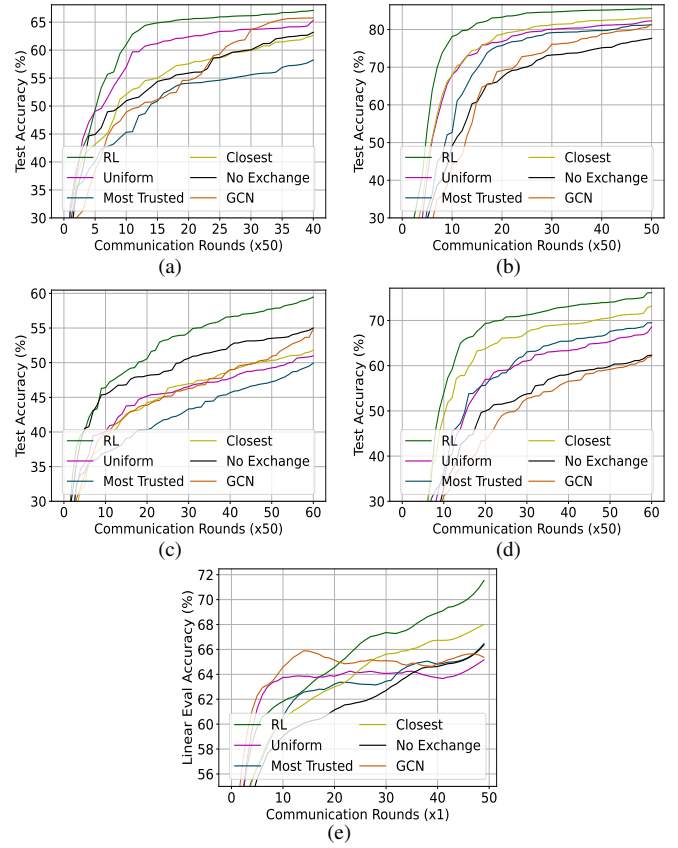 65
60
55
50
45
40
35
30
Test Accuracy (%)
RL
Uniform
Most Trusted
Closest
No Exchange
GCN
0 5 10 15 20 25 30 35 40
Communication Rounds (x50)
(a)
80
70
60
50
40
30
Test Accuracy (%)
RL
Uniform
Most Trusted
Closest
No Exchange
GCN
0 10 20 30 40 50
Communication Rounds (x50)
(b)
60
55
50
45
40
35
30
Test Accuracy (%)
RL
Uniform
Most Trusted
Closest
No Exchange
GCN
0 10 20 30 40 50 60
Communication Rounds (x50)
(c)
70
60
50
40
30
Test Accuracy (%)
RL
Uniform
Most Trusted
Closest
No Exchange
GCN
0 10 20 30 40 50 60
Communication Rounds (x50)
(d)
72
70
68
66
64
62
60
58
56
Linear Eval Accuracy (%)
RL
Uniform
Most Trusted
Closest
No Exchange
GCN
0 10 20 30 40 50
Communication Rounds (x1)
(e)